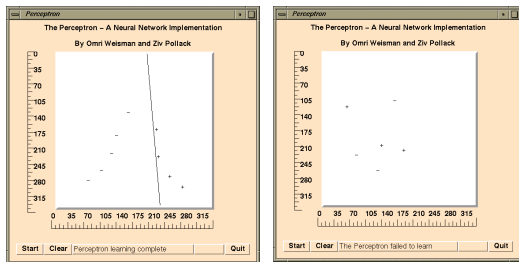 Perceptron
The Perceptron – A Neural Network Implementation
By Omri Weisman and Ziv Pollack
0
35
70
105
140
175
210
245
280
315
0 35 70 105 140 175 210 245 280 315
Start Clear Perceptron learning complete Quit
Perceptron
The Perceptron – A Neural Network Implementation
By Omri Weisman and Ziv Pollack
0
35
70
105
140
175
210
245
280
315
0 35 70 105 140 175 210 245 280 315
Start Clear The Perceptron failed to learn Quit